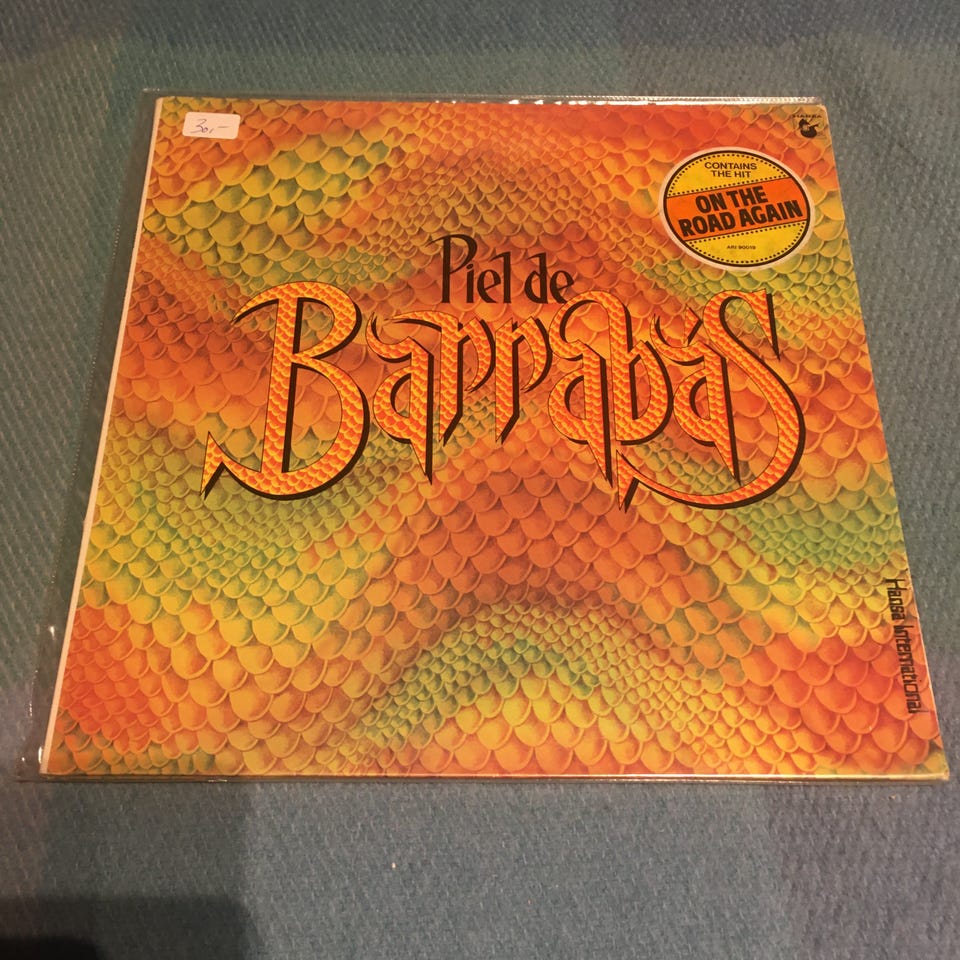 30,-
HANSA
CONTAINS
THE HIT
ON THE
ROAD AGAIN
ARI 90019
Piel de
Barrabás
Hansa International